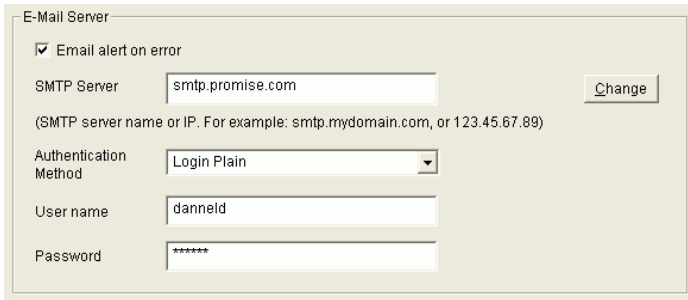 E-Mail Server
Email alert on error
SMTP Server
smtp.promise.com
Change
(SMTP server name or IP. For example: smtp.mydomain.com, or 123.45.67.89)
Authentication
Method
Login Plain
User name
danneld
Password
******